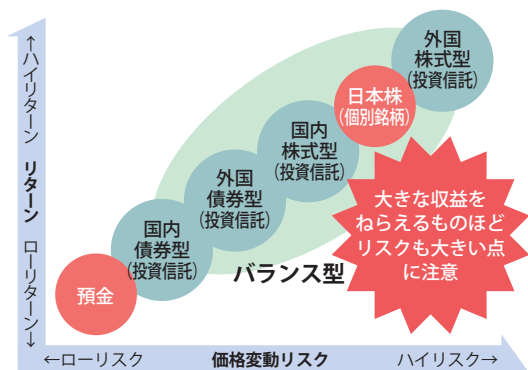 ←ハイリターン
リターン
ローリターン→
外国
株式型
(投資信託)
日本株
(個別銘柄)
国内
株式型
(投資信託)
外国
債券型
(投資信託)
国内
債券型
(投資信託)
預金
バランス型
大きな収益を
ねらえるものほど
リスクも大きい点
に注意
←ローリスク
価格変動リスク
ハイリスク→